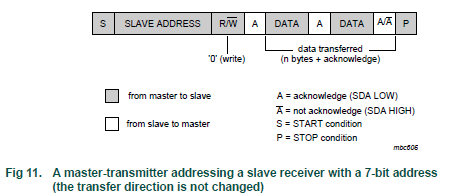 S SLAVE ADDRESS R/W̅ A DATA A DATA A/A̅ P
'0' (write)
data transferred
(n bytes + acknowledge)
from master to slave
from slave to master
A = acknowledge (SDA LOW)
A̅ = not acknowledge (SDA HIGH)
S = START condition
P = STOP condition
mbc606
Fig 11. A master-transmitter addressing a slave receiver with a 7-bit address
(the transfer direction is not changed)